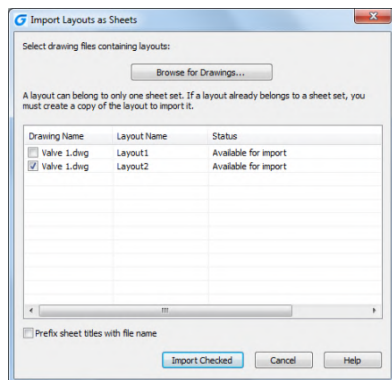 Import Layouts as Sheets
Select drawing files containing layouts:
Browse for Drawings...
A layout can belong to only one sheet set. If a layout already belongs to a sheet set, you
must create a copy of the layout to import it.
Drawing Name Layout Name Status
Valve 1.dwg Layout1 Available for import
Valve 1.dwg Layout2 Available for import
Prefix sheet titles with file name
Import Checked Cancel Help